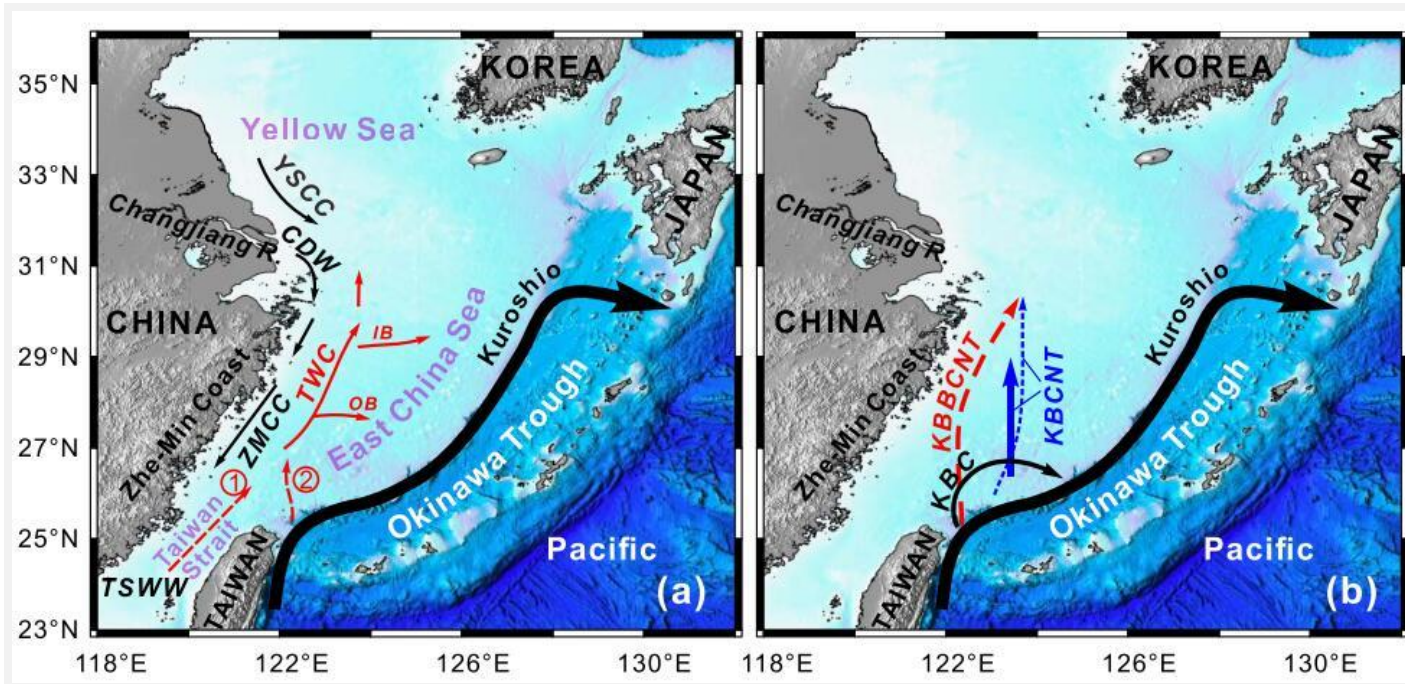 35°N
33°N
31°N
29°N
27°N
25°N
23°N
118°E
122°E
126°E
130°E
KOREA
Yellow Sea
JAPAN
YSCC
Changjiang R.
CDW
CHINA
IB
TWC
OB
Kuroshio
East China Sea
Zhe-Min Coast
ZMCC
1
2
Okinawa Trough
Taiwan
Strait
TSWW
TAIWAN
Pacific
(a)
118°E
122°E
126°E
130°E
KOREA
JAPAN
Changjiang R.
CHINA
Kuroshio
KBBCNT
KBCNT
Zhe-Min Coast
KBC
Okinawa Trough
TAIWAN
Pacific
(b)